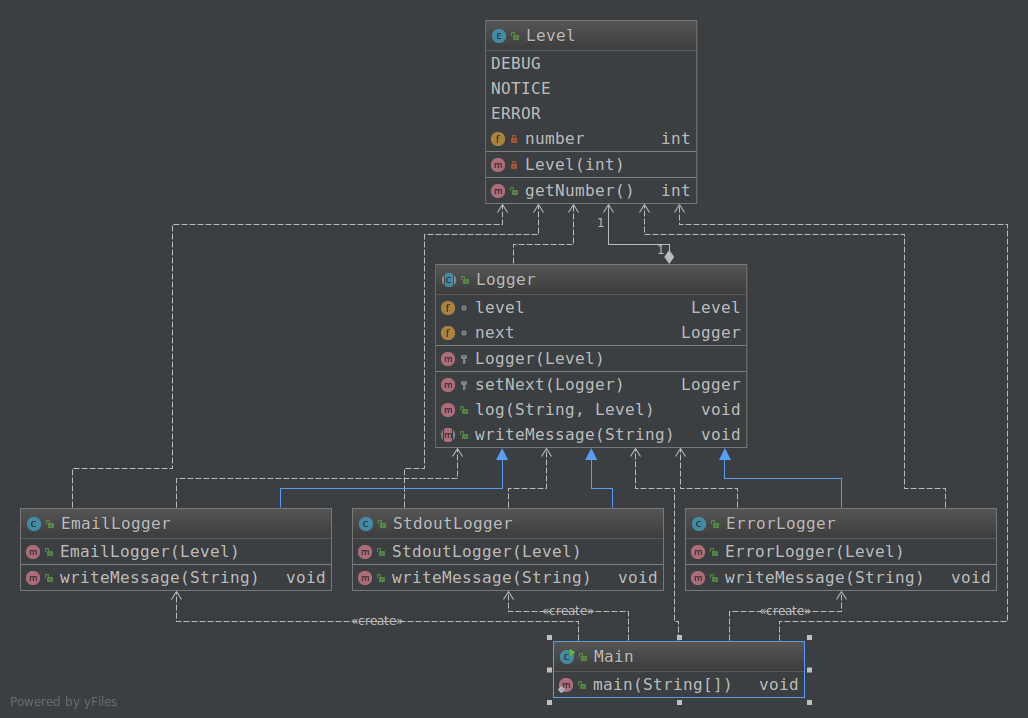 Level
DEBUG
NOTICE
ERROR
number int
Level(int)
getNumber() int
1
1
Logger
level Level
next Logger
Logger(Level)
setNext(Logger) Logger
log(String, Level) void
writeMessage(String) void
EmailLogger
EmailLogger(Level)
writeMessage(String) void
StdoutLogger
StdoutLogger(Level)
writeMessage(String) void
ErrorLogger
ErrorLogger(Level)
writeMessage(String) void
«create»
«create»
«create»
Main
main(String[]) void
Powered by yFiles